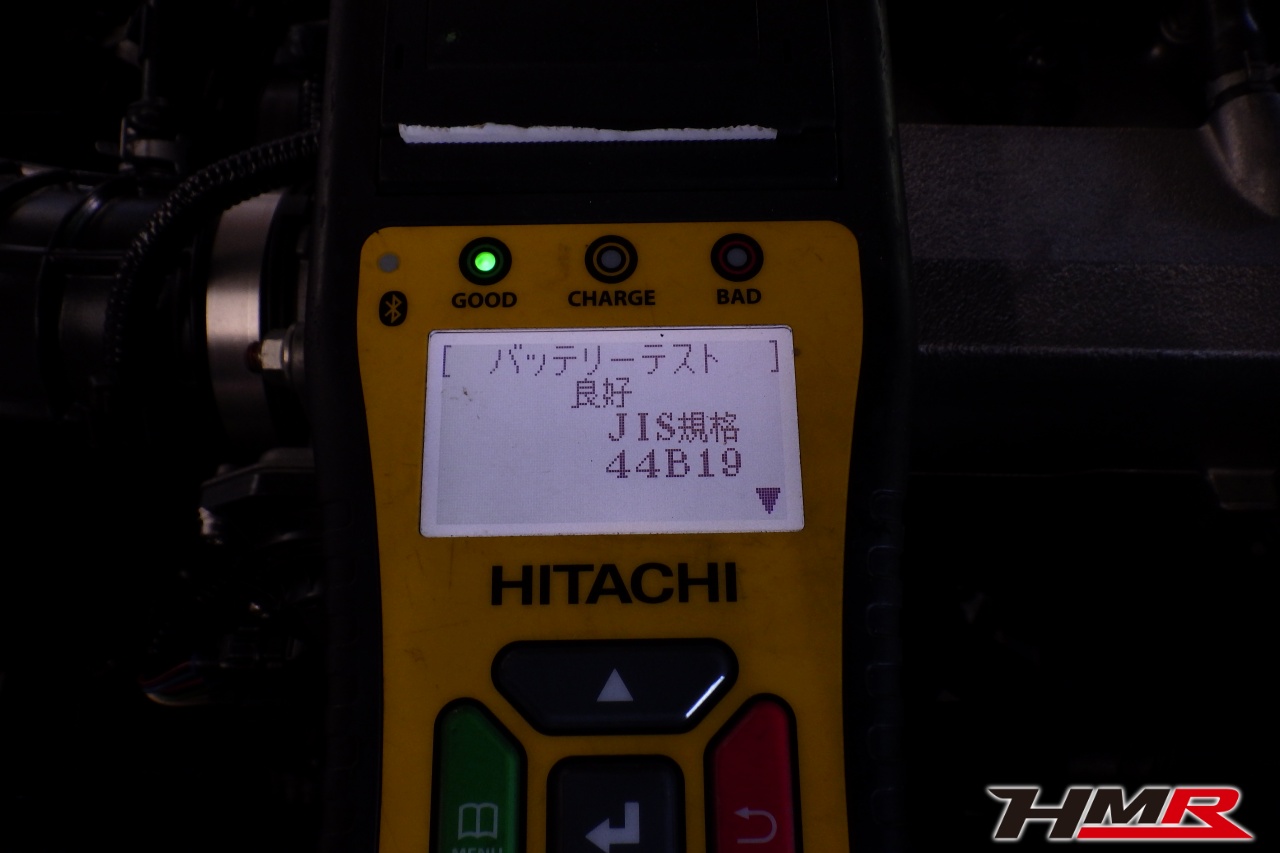 GOOD CHARGE BAD
[ バッテリーテスト ]
良好
JIS規格
44B19
HITACHI
MENU
HMR